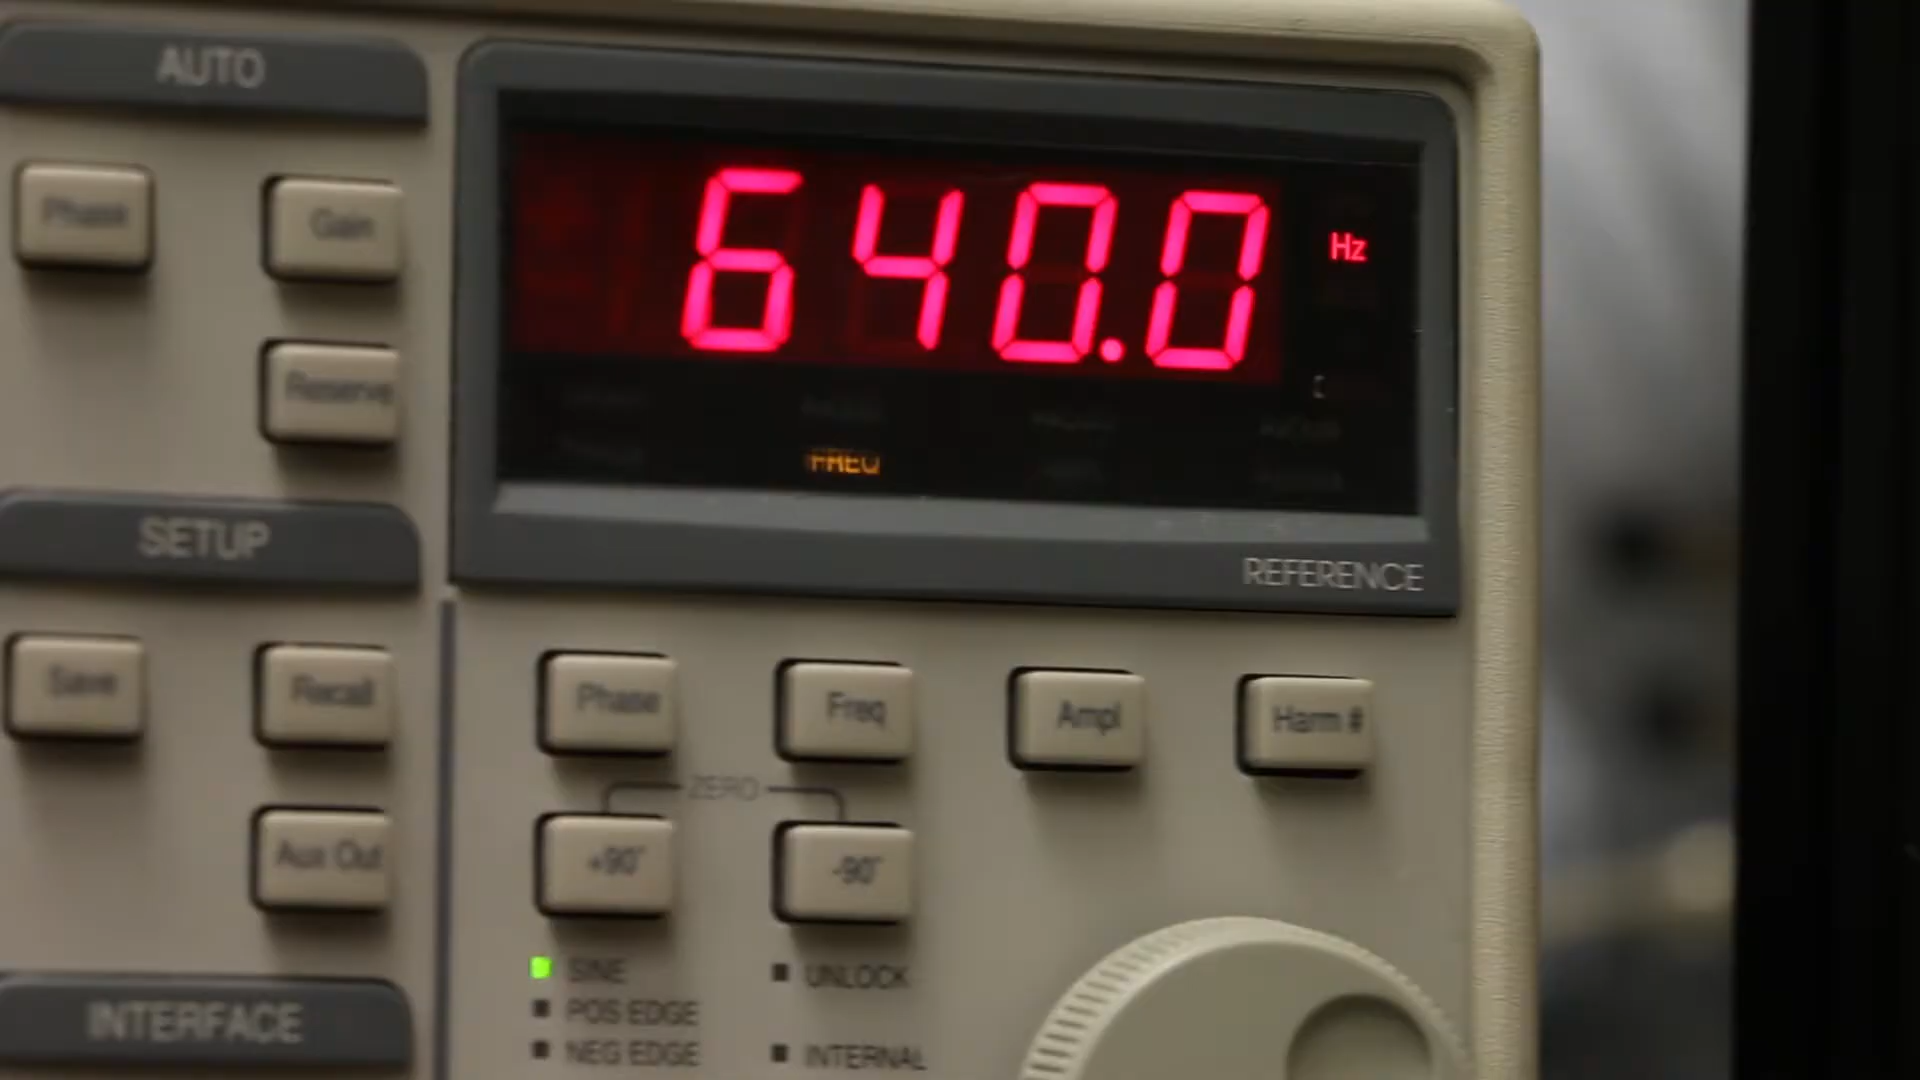 AUTO
Phase
Gain
Reserve
640.0
Hz
FREQ
REFERENCE
SETUP
Save
Recall
Aux Out
Phase
Freq
Ampl
Harm #
ZERO
+90°
-90°
SINE
POS EDGE
NEG EDGE
UNLOCK
INTERNAL
INTERFACE